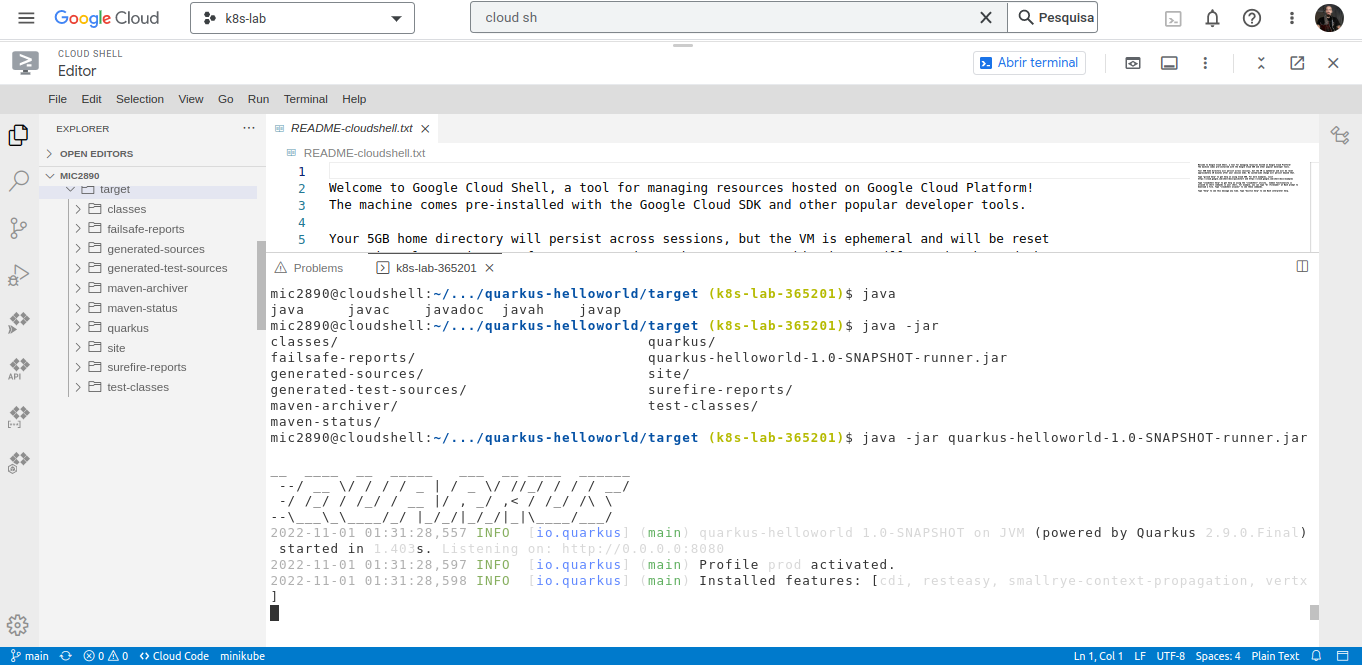 Google Cloud
k8s-lab
cloud sh
Pesquisa
CLOUD SHELL
Editor
Abrir terminal
File Edit Selection View Go Run Terminal Help
EXPLORER
OPEN EDITORS
MIC2890
target
classes
failsafe-reports
generated-sources
generated-test-sources
maven-archiver
maven-status
quarkus
site
surefire-reports
test-classes
API
README-cloudshell.txt
README-cloudshell.txt
1
2 Welcome to Google Cloud Shell, a tool for managing resources hosted on Google Cloud Platform!
3 The machine comes pre-installed with the Google Cloud SDK and other popular developer tools.
4
5 Your 5GB home directory will persist across sessions, but the VM is ephemeral and will be reset
Problems
k8s-lab-365201
mic2890@cloudshell:~/.../quarkus-helloworld/target (k8s-lab-365201)$ java
java javac javadoc javah javap
mic2890@cloudshell:~/.../quarkus-helloworld/target (k8s-lab-365201)$ java -jar
classes/ quarkus/
failsafe-reports/ quarkus-helloworld-1.0-SNAPSHOT-runner.jar
generated-sources/ site/
generated-test-sources/ surefire-reports/
maven-archiver/ test-classes/
maven-status/
mic2890@cloudshell:~/.../quarkus-helloworld/target (k8s-lab-365201)$ java -jar quarkus-helloworld-1.0-SNAPSHOT-runner.jar
__  ____  __  _____   ___  __ ____  ______
 --/ __ \/ / / / _ | / _ \/ //_/ / / / __/
 -/ /_/ / /_/ / __ |/ , _/ ,< / /_/ /\ \
--\___\_\____/_/ |_/_/|_/_/|_|\____/___/
2022-11-01 01:31:28,557 INFO [io.quarkus] (main) quarkus-helloworld 1.0-SNAPSHOT on JVM (powered by Quarkus 2.9.0.Final)
started in 1.403s. Listening on: http://0.0.0.0:8080
2022-11-01 01:31:28,597 INFO [io.quarkus] (main) Profile prod activated.
2022-11-01 01:31:28,598 INFO [io.quarkus] (main) Installed features: [cdi, resteasy, smallrye-context-propagation, vertx
]
main 0 0 Cloud Code minikube
Ln 1, Col 1 LF UTF-8 Spaces: 4 Plain Text